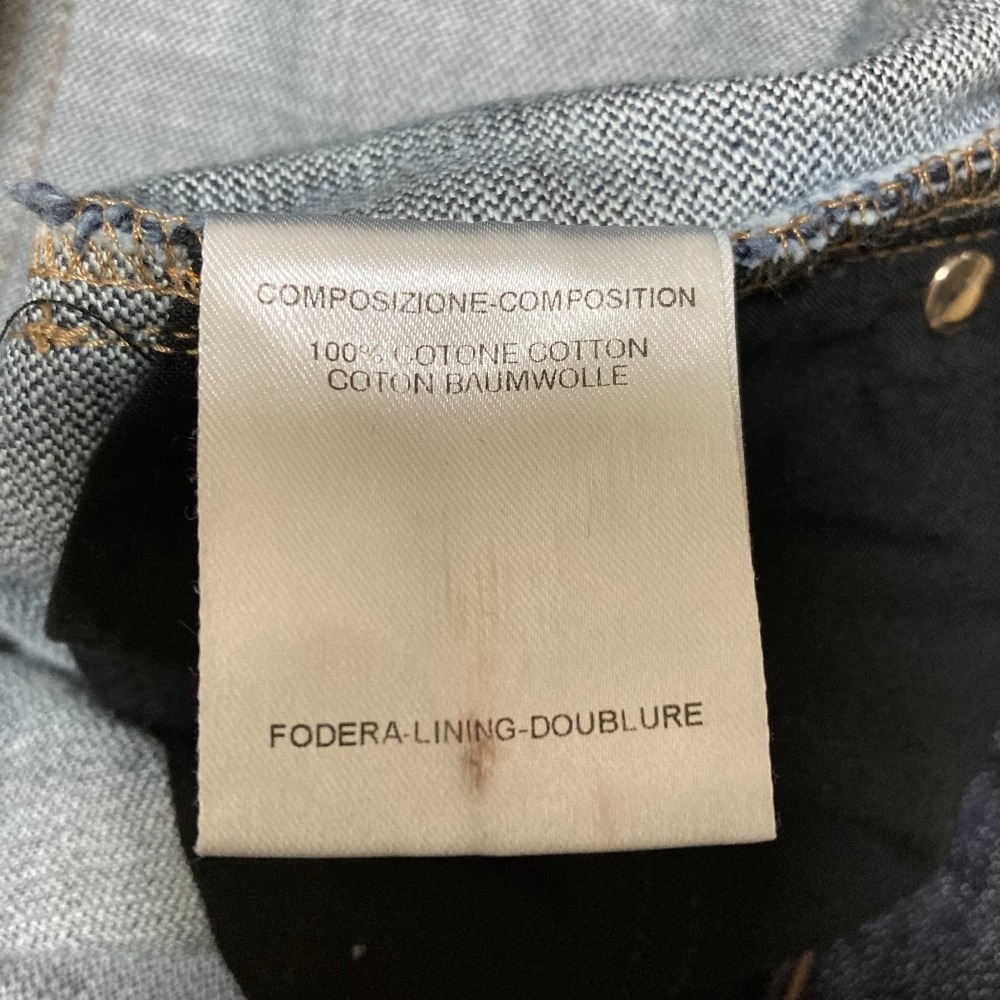 COMPOSIZIONE-COMPOSITION
100% COTONE COTTON
COTON BAUMWOLLE
FODERA-LINING-DOUBLURE